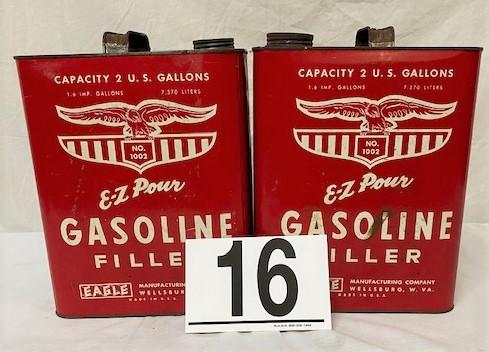 CAPACITY 2 U.S. GALLONS
1.6 IMP. GALLONS 7.570 LITERS
NO.
1002
E-Z Pour
GASOLINE
FILLE
EAGLE MANUFACTURING
WELLSBURG,
MADE IN U.S.A.
CAPACITY 2 U.S. GALLONS
1.6 IMP. GALLONS 7.570 LITERS
NO.
1002
E-Z Pour
GASOLINE
ILLER
LE MANUFACTURING COMPANY
WELLSBURG, W. VA.
MADE IN U.S.A.
16